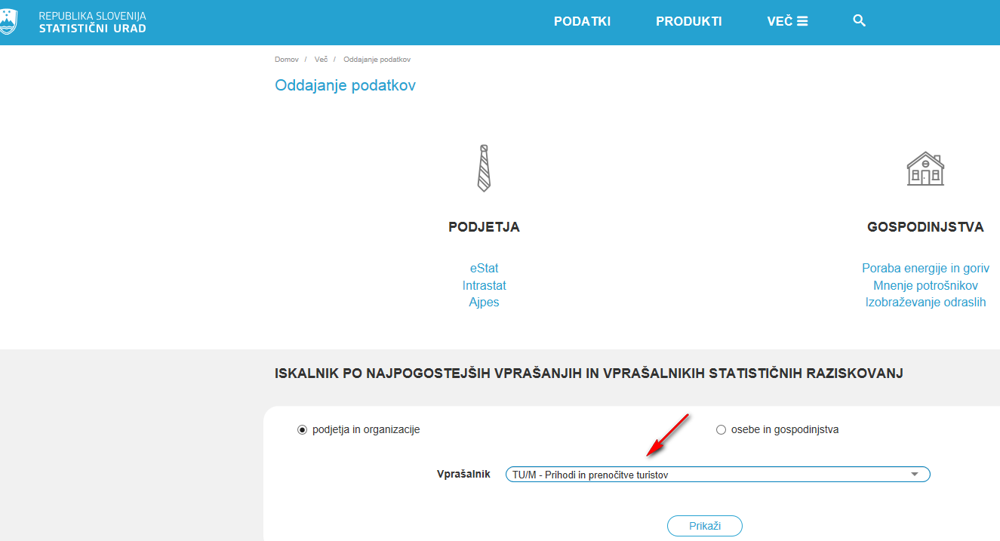 REPUBLIKA SLOVENIJA
STATISTIČNI URAD
PODATKI
PRODUKTI
VEČ
Domov / Več / Oddajanje podatkov
Oddajanje podatkov
PODJETJA
eStat
Intrastat
Ajpes
GOSPODINJSTVA
Poraba energije in goriv
Mnenje potrošnikov
Izobraževanje odraslih
ISKALNIK PO NAJPOGOSTEJŠIH VPRAŠANJIH IN VPRAŠALNIKIH STATISTIČNIH RAZISKOVANJ
podjetja in organizacije
osebe in gospodinjstva
Vprašalnik
TU/M - Prihodi in prenočitve turistov
Prikaži